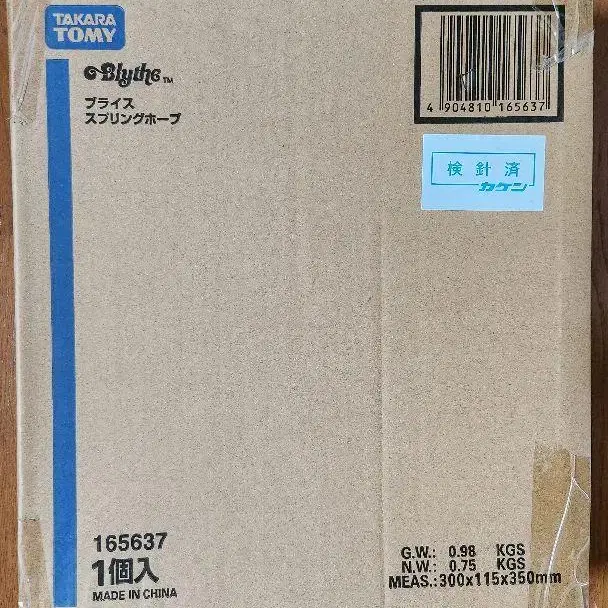 TAKARA
TOMY
Blythe™
ブライス
スプリングホープ
4 904810 165637
検針済
カケン
165637
1個入
MADE IN CHINA
G.W.: 0.98 KGS
N.W.: 0.75 KGS
MEAS.:300x115x350mm